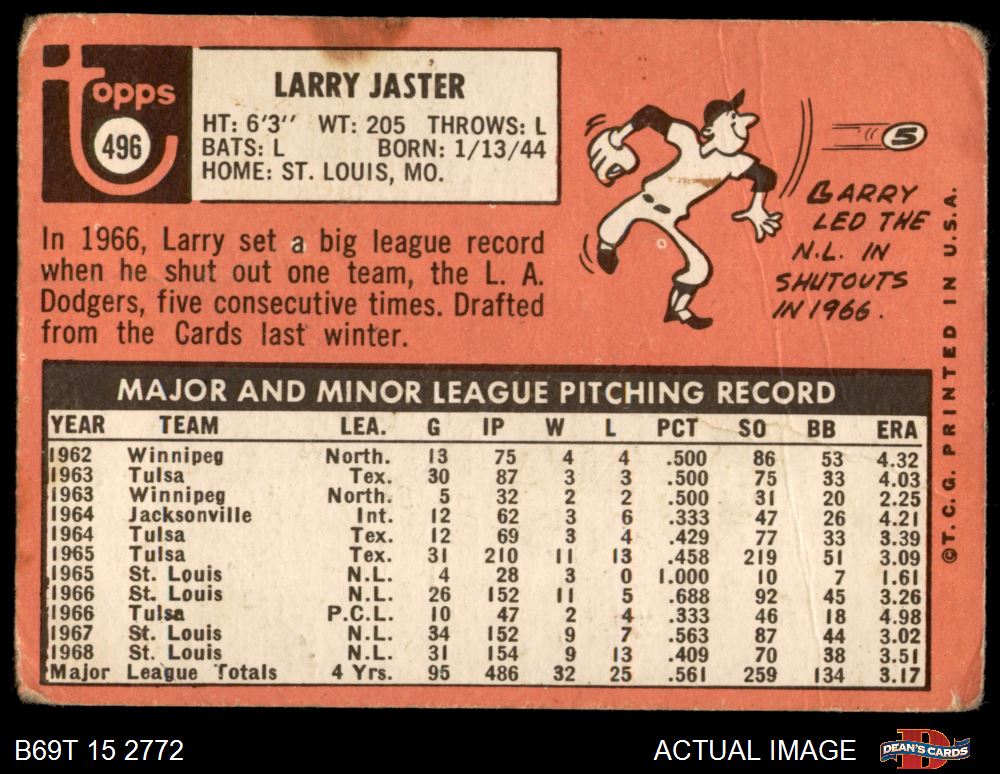 topps
496
LARRY JASTER
HT: 6'3" WT: 205 THROWS: L
BATS: L BORN: 1/13/44
HOME: ST. LOUIS, MO.
5
BARRY
LED THE
N.L. IN
SHUTOUTS
IN 1966.
In 1966, Larry set a big league record
when he shut out one team, the L. A.
Dodgers, five consecutive times. Drafted
from the Cards last winter.
MAJOR AND MINOR LEAGUE PITCHING RECORD
YEAR TEAM LEA. G IP W L PCT SO BB ERA
1962 Winnipeg North. 13 75 4 4 .500 86 53 4.32
1963 Tulsa Tex. 30 87 3 3 .500 75 33 4.03
1963 Winnipeg North. 5 32 2 2 .500 31 20 2.25
1964 Jacksonville Int. 12 62 3 6 .333 47 26 4.21
1964 Tulsa Tex. 12 69 3 4 .429 77 33 3.39
1965 Tulsa Tex. 31 210 11 13 .458 219 51 3.09
1965 St. Louis N.L. 4 28 3 0 1.000 10 7 1.61
1966 St. Louis N.L. 26 152 11 5 .688 92 45 3.26
1966 Tulsa P.C.L. 10 47 2 4 .333 46 18 4.98
1967 St. Louis N.L. 34 152 9 7 .563 87 44 3.02
1968 St. Louis N.L. 31 154 9 13 .409 70 38 3.51
Major League Totals 4 Yrs. 95 486 32 25 .561 259 134 3.17
©T.C.G. PRINTED IN U.S.A.
B69T 15 2772
ACTUAL IMAGE
DEAN'S CARDS